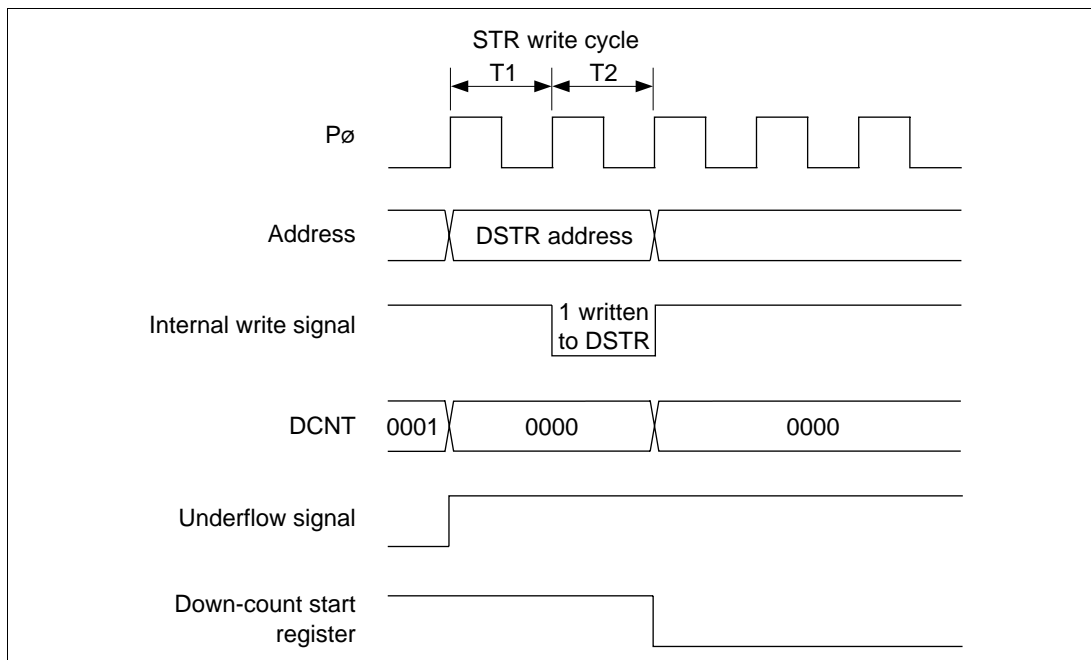 STR write cycle
T1 T2
Pø
Address DSTR address
Internal write signal 1 written
to DSTR
DCNT 0001 0000 0000
Underflow signal
Down-count start
register